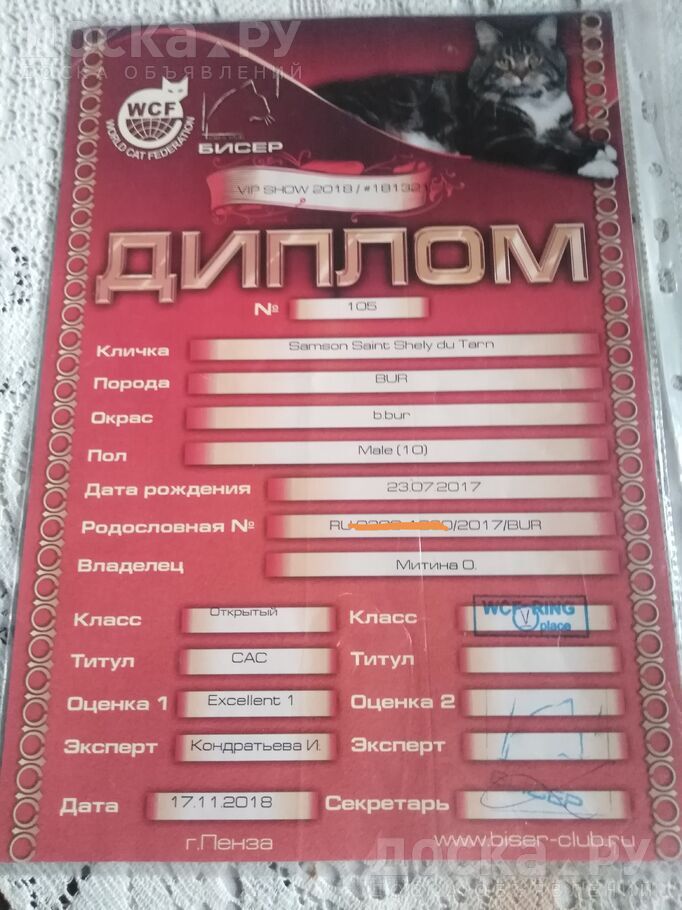 ДОСКА.РУ
ДОСКА ОБЪЯВЛЕНИЙ
WCF
WORLD CAT FEDERATION
БИСЕР
VIP SHOW 2018 / #181321
ДИПЛОМ
№ 105
Кличка Samson Saint Shely du Tarn
Порода BUR
Окрас b.bur
Пол Male (10)
Дата рождения 23.07.2017
Родословная № RU /2017/BUR
Владелец Митина О.
Класс Открытый Класс WCF-RING V place
Титул CAC Титул
Оценка 1 Excellent 1 Оценка 2
Эксперт Кондратьева И. Эксперт
Дата 17.11.2018 Секретарь БИСЕР
г.Пенза www.biser-club.ru
ДОСКА.РУ